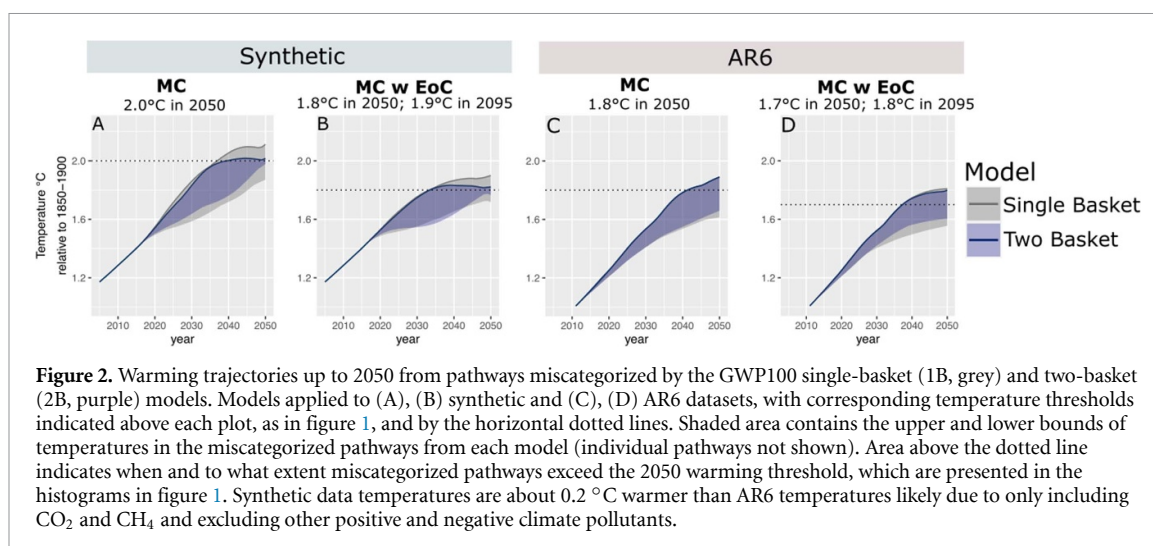 Synthetic
AR6
MC
2.0°C in 2050
MC w EoC
1.8°C in 2050; 1.9°C in 2095
MC
1.8°C in 2050
MC w EoC
1.7°C in 2050; 1.8°C in 2095
A
B
C
D
Temperature °C
relative to 1850–1900
2.0
1.6
1.2
2010 2020 2030 2040 2050
year
2.0
1.6
1.2
2010 2020 2030 2040 2050
year
2.0
1.6
1.2
2010 2020 2030 2040 2050
year
2.0
1.6
1.2
2010 2020 2030 2040 2050
year
Model
Single Basket
Two Basket
Figure 2. Warming trajectories up to 2050 from pathways miscategorized by the GWP100 single-basket (1B, grey) and two-basket
(2B, purple) models. Models applied to (A), (B) synthetic and (C), (D) AR6 datasets, with corresponding temperature thresholds
indicated above each plot, as in figure 1, and by the horizontal dotted lines. Shaded area contains the upper and lower bounds of
temperatures in the miscategorized pathways from each model (individual pathways not shown). Area above the dotted line
indicates when and to what extent miscategorized pathways exceed the 2050 warming threshold, which are presented in the
histograms in figure 1. Synthetic data temperatures are about 0.2 °C warmer than AR6 temperatures likely due to only including
CO₂ and CH₄ and excluding other positive and negative climate pollutants.